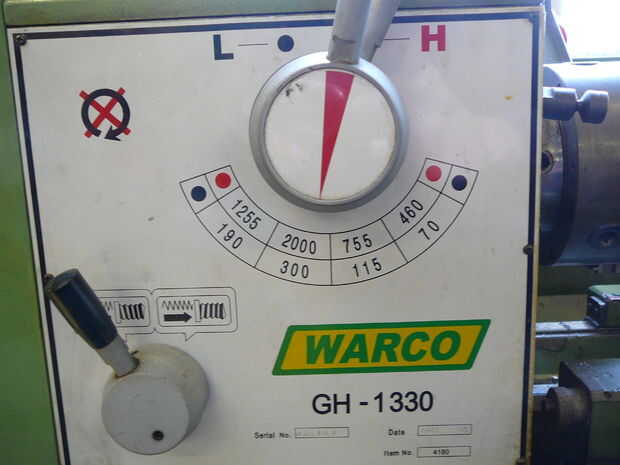 L H
1255 2000 755 460
190 300 115 70
WARCO
GH-1330
Serial No. Date
Item No. 4180